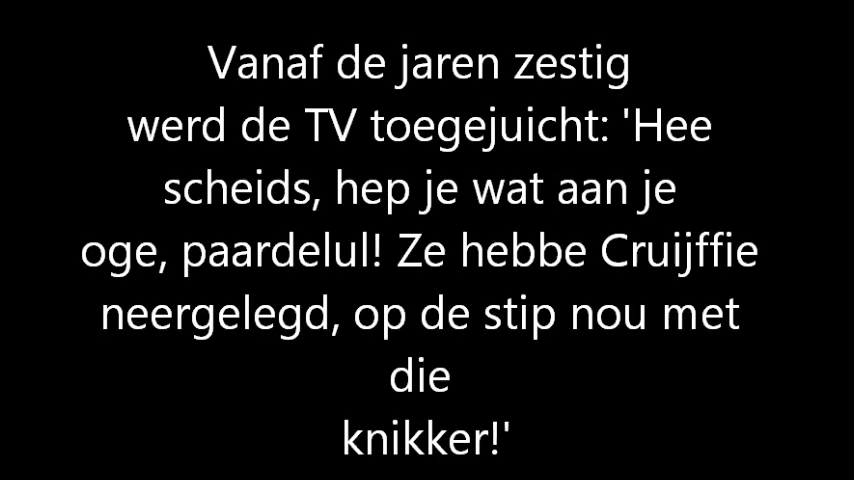 Vanaf de jaren zestig
werd de TV toegejuicht: 'Hee
scheids, hep je wat aan je
oge, paardelul! Ze hebbe Cruijffie
neergelegd, op de stip nou met
die
knikker!'